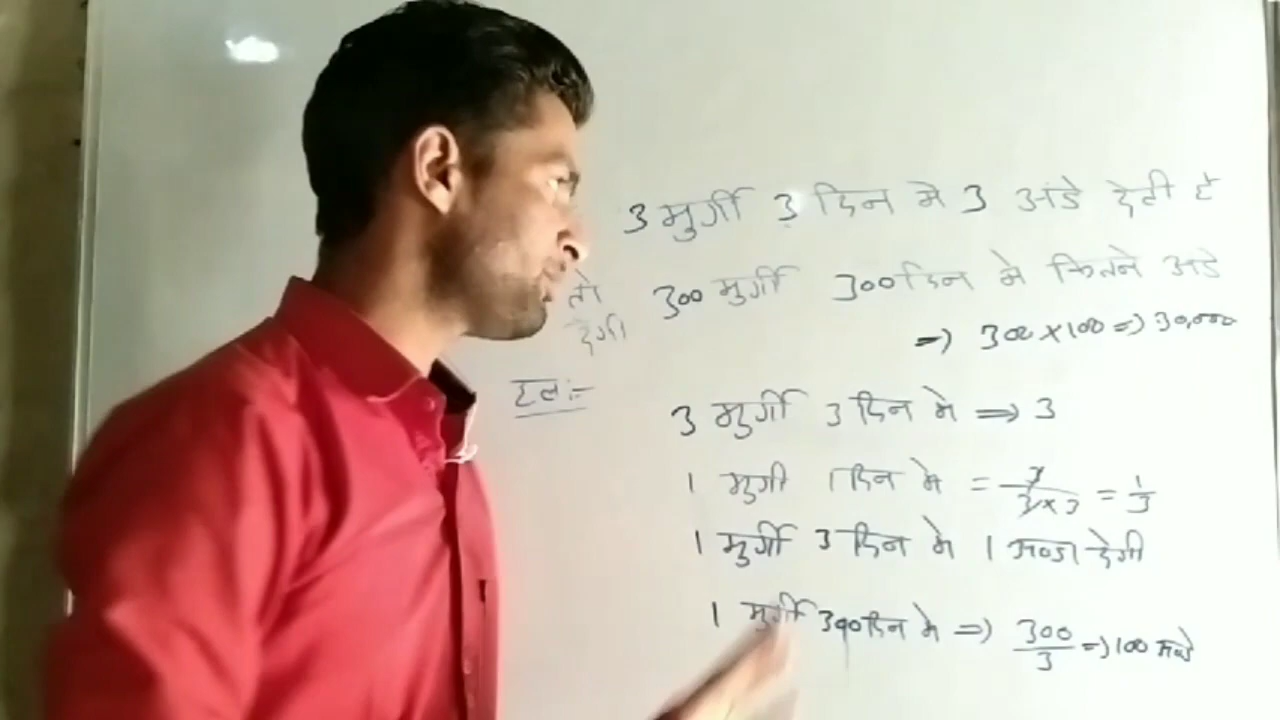 3 मुर्गी 3 दिन मे 3 अंडे देती है
तो 300 मुर्गी 300 दिन मे कितने अंडे
देगी
=> 300 x 100 => 30,000
हल :-
3 मुर्गी 3 दिन मे => 3
1 मुर्गी 1 दिन मे = 3/3x3 = 1/3
1 मुर्गी 3 दिन मे 1 अण्डा देगी
1 मुर्गी 300 दिन मे => 300/3 => 100 अण्डे